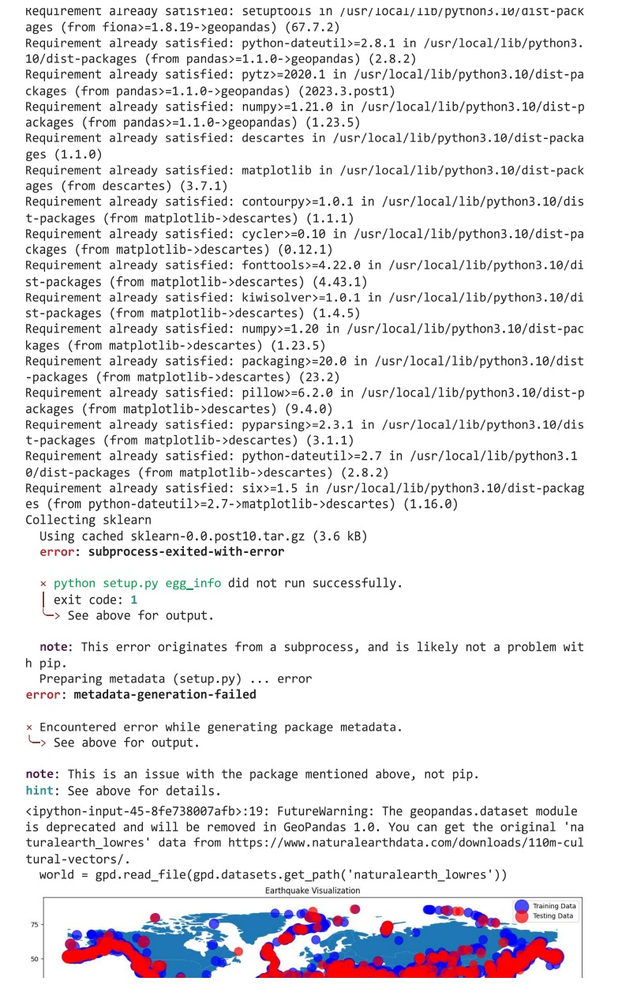 Requirement already satisfied: setuptools in /usr/local/lib/python3.10/dist-pack
ages (from fiona>=1.8.19->geopandas) (67.7.2)
Requirement already satisfied: python-dateutil>=2.8.1 in /usr/local/lib/python3.
10/dist-packages (from pandas>=1.1.0->geopandas) (2.8.2)
Requirement already satisfied: pytz>=2020.1 in /usr/local/lib/python3.10/dist-pa
ckages (from pandas>=1.1.0->geopandas) (2023.3.post1)
Requirement already satisfied: numpy>=1.21.0 in /usr/local/lib/python3.10/dist-p
ackages (from pandas>=1.1.0->geopandas) (1.23.5)
Requirement already satisfied: descartes in /usr/local/lib/python3.10/dist-packa
ges (1.1.0)
Requirement already satisfied: matplotlib in /usr/local/lib/python3.10/dist-pack
ages (from descartes) (3.7.1)
Requirement already satisfied: contourpy>=1.0.1 in /usr/local/lib/python3.10/dis
t-packages (from matplotlib->descartes) (1.1.1)
Requirement already satisfied: cycler>=0.10 in /usr/local/lib/python3.10/dist-pa
ckages (from matplotlib->descartes) (0.12.1)
Requirement already satisfied: fonttools>=4.22.0 in /usr/local/lib/python3.10/di
st-packages (from matplotlib->descartes) (4.43.1)
Requirement already satisfied: kiwisolver>=1.0.1 in /usr/local/lib/python3.10/di
st-packages (from matplotlib->descartes) (1.4.5)
Requirement already satisfied: numpy>=1.20 in /usr/local/lib/python3.10/dist-pac
kages (from matplotlib->descartes) (1.23.5)
Requirement already satisfied: packaging>=20.0 in /usr/local/lib/python3.10/dist
-packages (from matplotlib->descartes) (23.2)
Requirement already satisfied: pillow>=6.2.0 in /usr/local/lib/python3.10/dist-p
ackages (from matplotlib->descartes) (9.4.0)
Requirement already satisfied: pyparsing>=2.3.1 in /usr/local/lib/python3.10/dis
t-packages (from matplotlib->descartes) (3.1.1)
Requirement already satisfied: python-dateutil>=2.7 in /usr/local/lib/python3.1
0/dist-packages (from matplotlib->descartes) (2.8.2)
Requirement already satisfied: six>=1.5 in /usr/local/lib/python3.10/dist-packag
es (from python-dateutil>=2.7->matplotlib->descartes) (1.16.0)
Collecting sklearn
  Using cached sklearn-0.0.post10.tar.gz (3.6 kB)
  error: subprocess-exited-with-error
  × python setup.py egg_info did not run successfully.
  │ exit code: 1
  ╰─> See above for output.
  note: This error originates from a subprocess, and is likely not a problem wit
h pip.
  Preparing metadata (setup.py) ... error
error: metadata-generation-failed
× Encountered error while generating package metadata.
╰─> See above for output.
note: This is an issue with the package mentioned above, not pip.
hint: See above for details.
<ipython-input-45-8fe738007afb>:19: FutureWarning: The geopandas.dataset module
is deprecated and will be removed in GeoPandas 1.0. You can get the original 'na
turalearth_lowres' data from https://www.naturalearthdata.com/downloads/110m-cul
tural-vectors/.
  world = gpd.read_file(gpd.datasets.get_path('naturalearth_lowres'))
Earthquake Visualization
Training Data
Testing Data
75
50